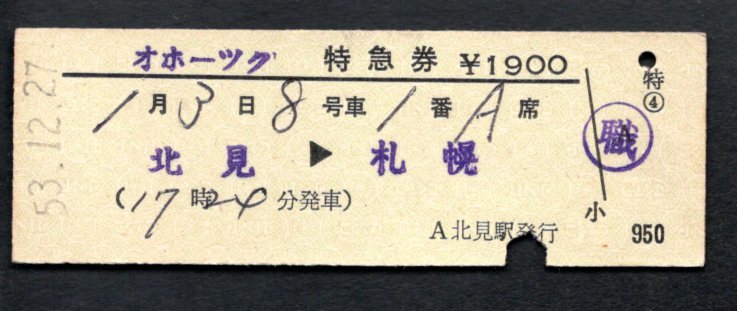 オホーツク 特急券 ¥1900
特④
1月3日8号車1番A席
職
北見▶札幌
(17時24分発車)
小
A北見駅発行
950
53.12.27